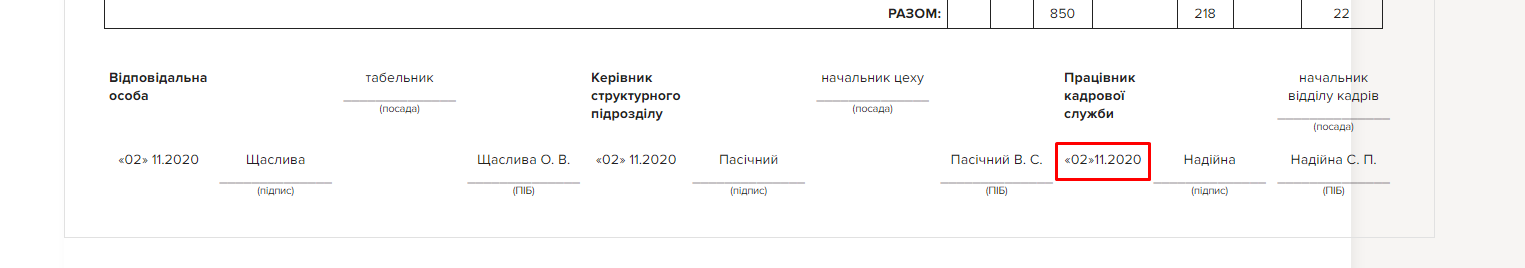 РАЗОМ: 850 218 22
Відповідальна табельник Керівник начальник цеху Працівник начальник
особа структурного кадрової відділу кадрів
(посада) підрозділу (посада) служби
(посада)
«02» 11.2020 Щаслива Щаслива О. В. «02» 11.2020 Пасічний Пасічний В. С. «02»11.2020 Надійна Надійна С. П.
(підпис) (ПІБ) (підпис) (ПІБ) (підпис) (ПІБ)